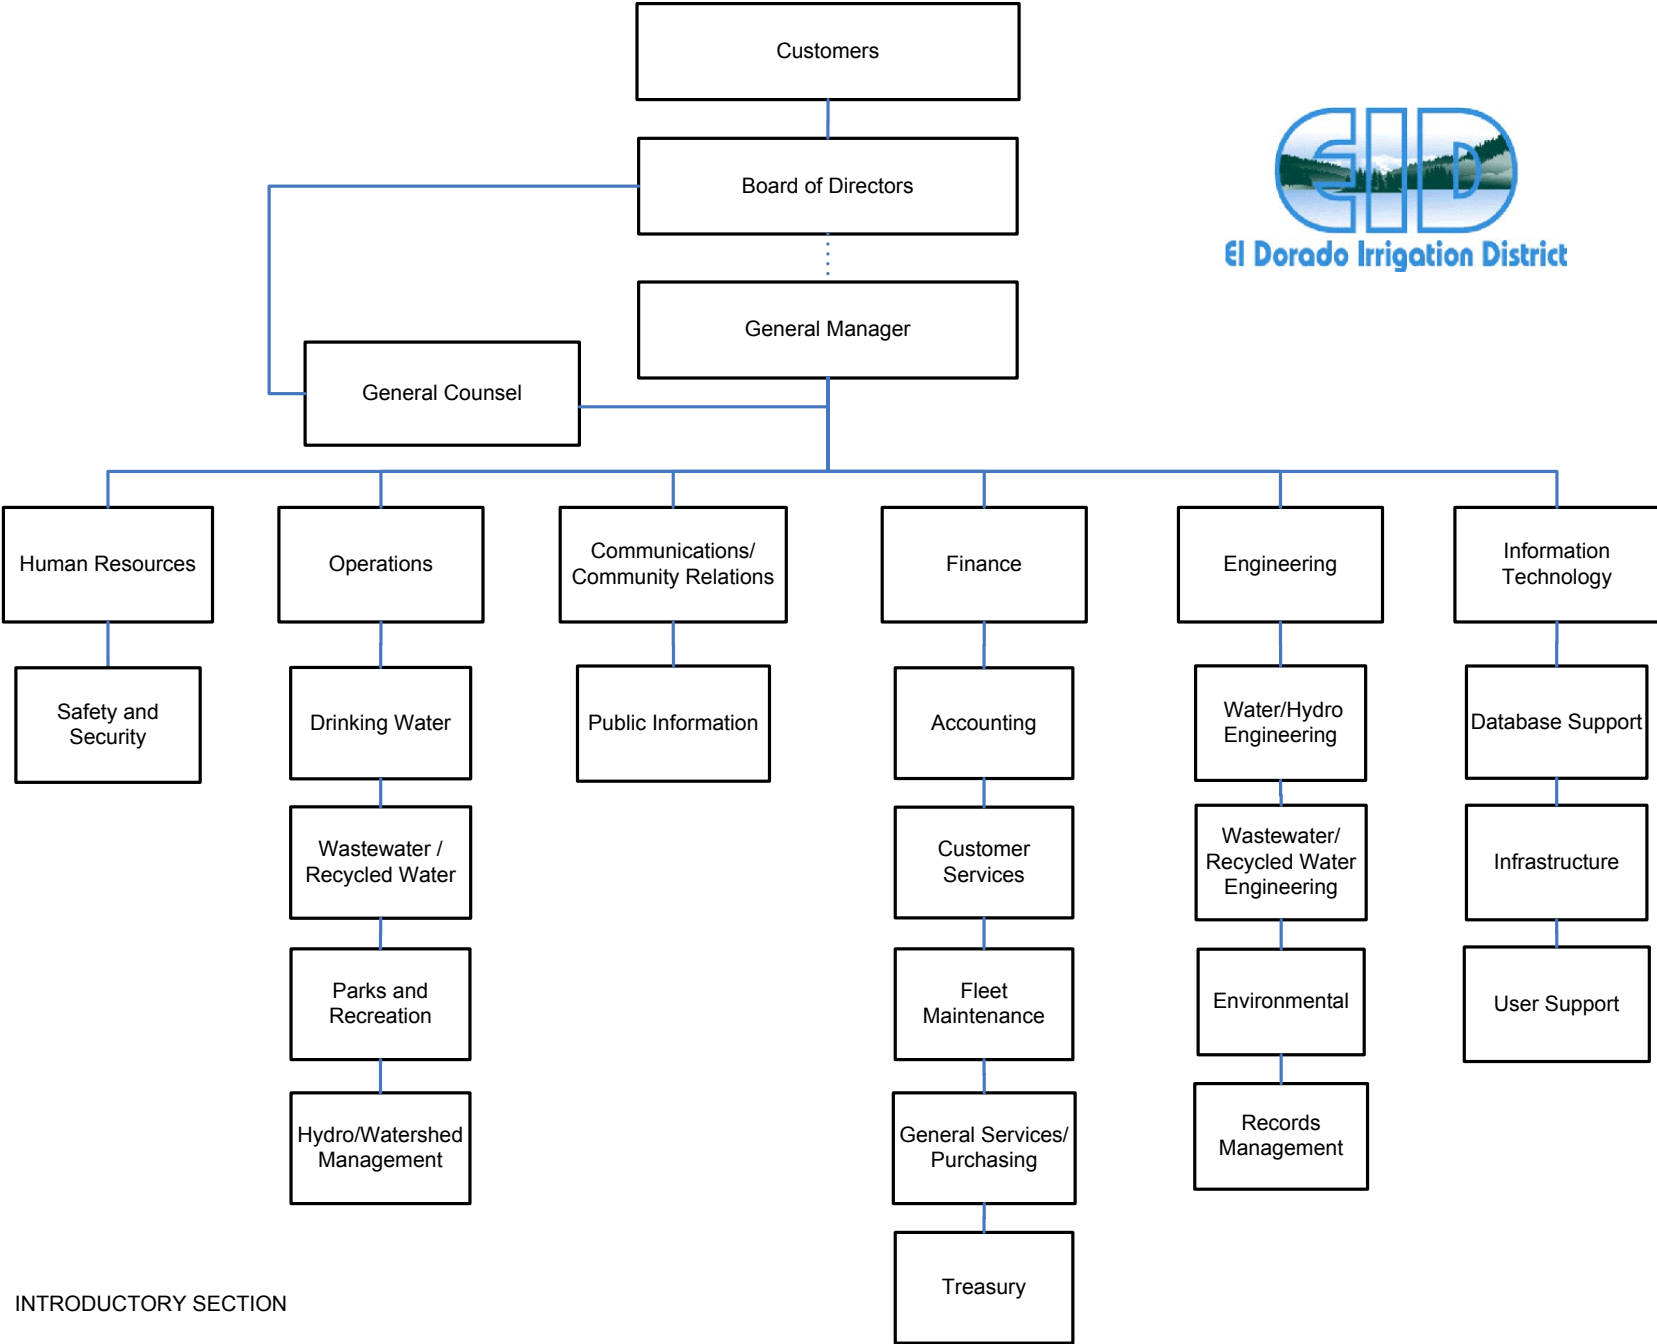 Customers
Board of Directors
EID
El Dorado Irrigation District
General Manager
General Counsel
Human Resources
Operations
Communications/
Community Relations
Finance
Engineering
Information
Technology
Safety and
Security
Drinking Water
Public Information
Accounting
Water/Hydro
Engineering
Database Support
Wastewater /
Recycled Water
Customer
Services
Wastewater/
Recycled Water
Engineering
Infrastructure
Parks and
Recreation
Fleet
Maintenance
Environmental
User Support
Hydro/Watershed
Management
General Services/
Purchasing
Records
Management
Treasury
INTRODUCTORY SECTION